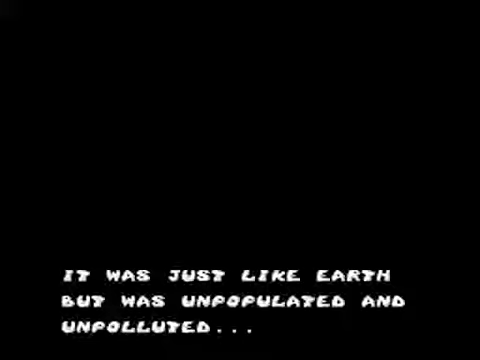 IT WAS JUST LIKE EARTH
BUT WAS UNPOPULATED AND
UNPOLLUTED...